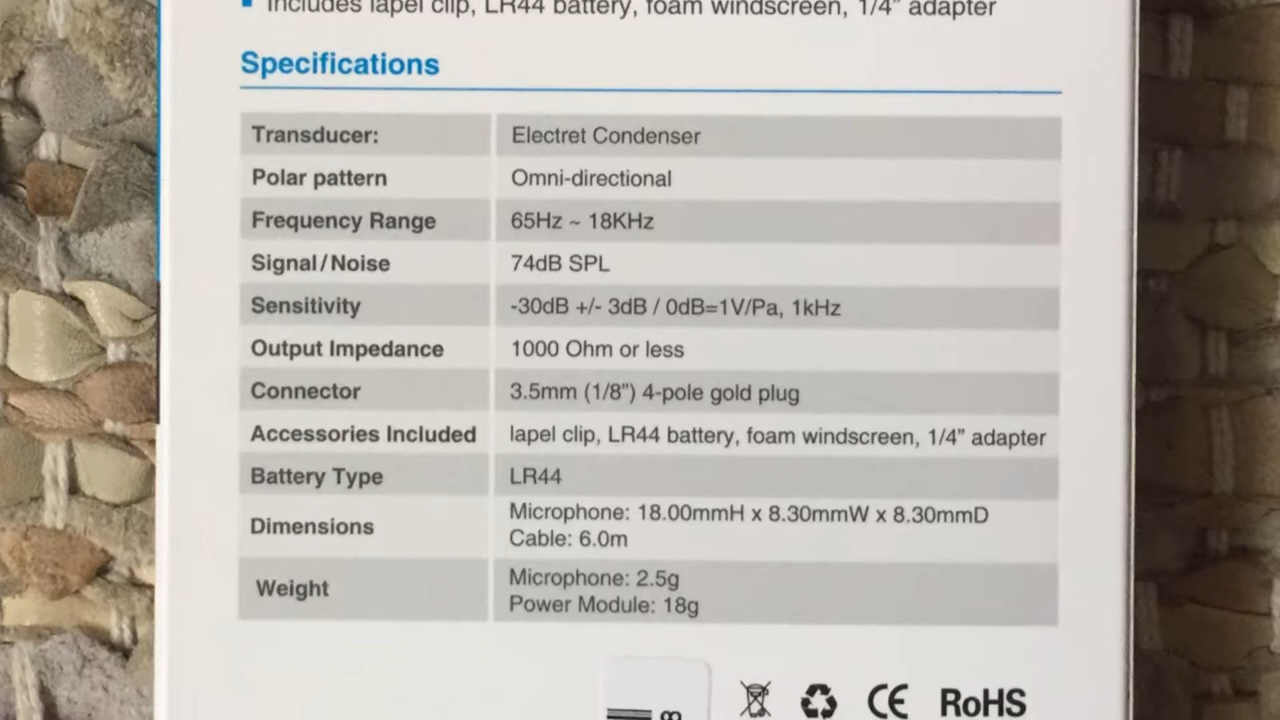 Includes lapel clip, LR44 battery, foam windscreen, 1/4” adapter
Specifications
Transducer: Electret Condenser
Polar pattern Omni-directional
Frequency Range 65Hz ~ 18KHz
Signal/Noise 74dB SPL
Sensitivity -30dB +/- 3dB / 0dB=1V/Pa, 1kHz
Output Impedance 1000 Ohm or less
Connector 3.5mm (1/8") 4-pole gold plug
Accessories Included lapel clip, LR44 battery, foam windscreen, 1/4” adapter
Battery Type LR44
Dimensions Microphone: 18.00mmH x 8.30mmW x 8.30mmD
Cable: 6.0m
Weight Microphone: 2.5g
Power Module: 18g
CE RoHS